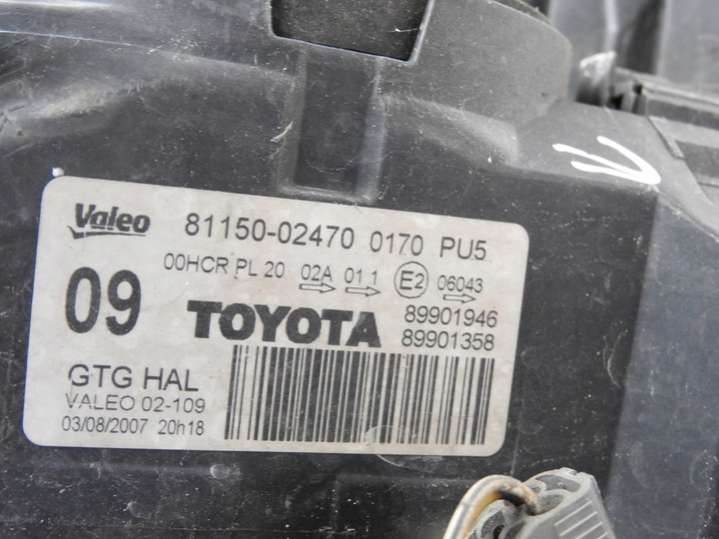 Valeo 81150-02470 0170 PU5
00HCR PL 20 02A 01 1 E2 06043
09 TOYOTA 89901946
89901358
GTG HAL
VALEO 02-109
03/08/2007 20h18